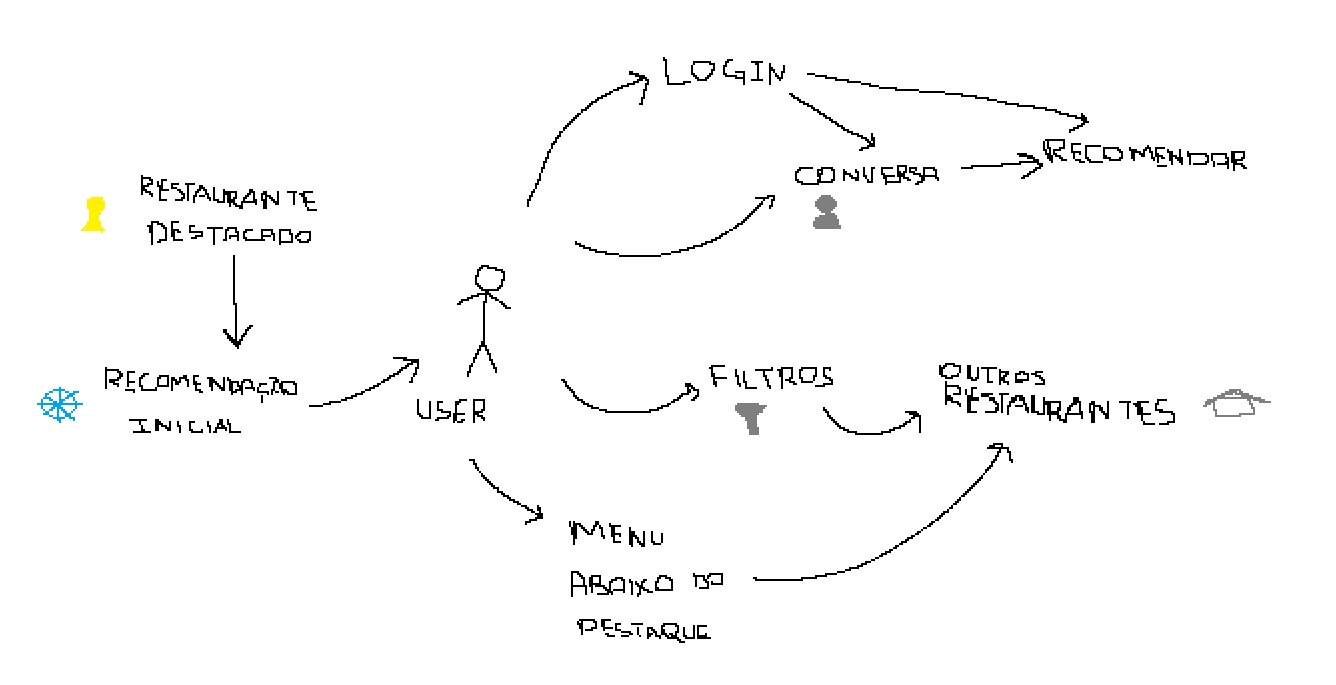 LOGIN
RECOMENDAR
CONVERSA
RESTAURANTE
DESTACADO
RECOMENDAÇÃO
INICIAL
USER
FILTROS
OUTROS
RESTAURANTES
MENU
ABAIXO DO
DESTAQUE